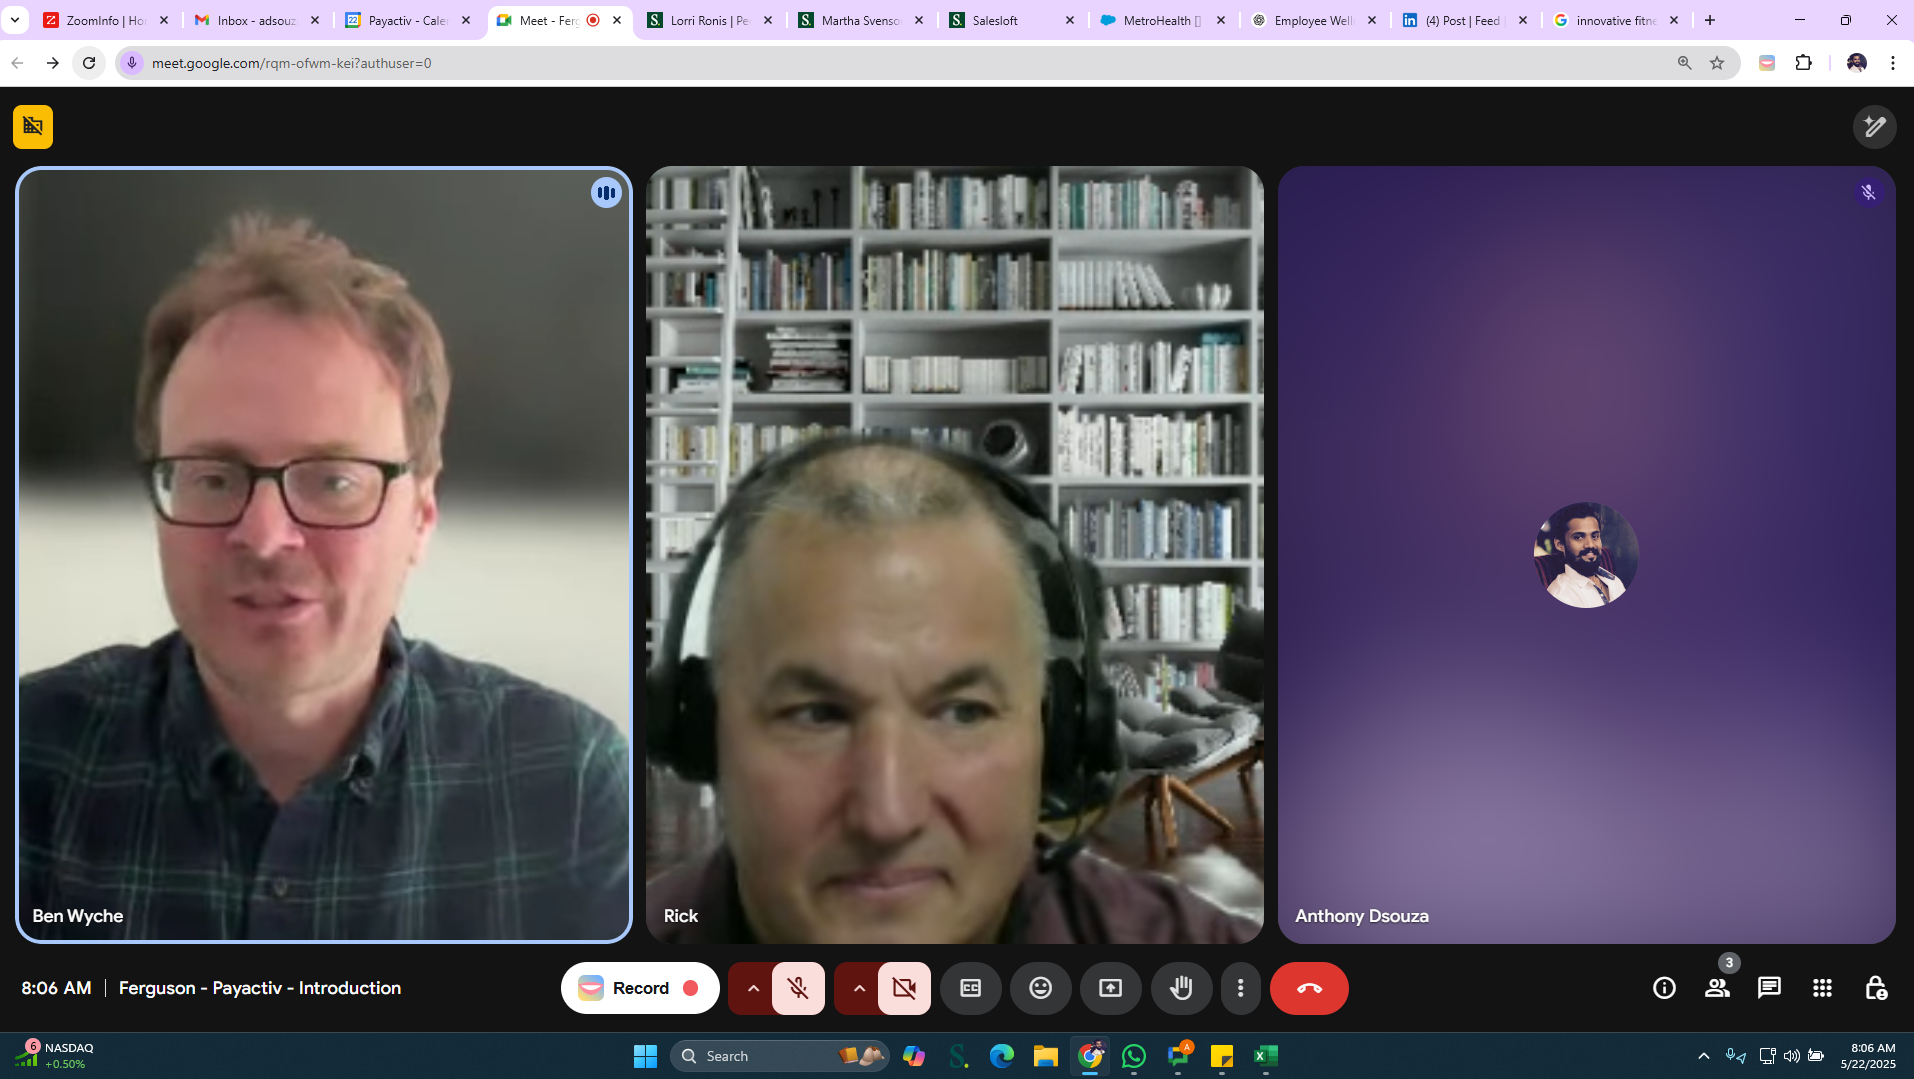 ZoomInfo | Ho
Inbox - adsouz
Payactiv - Cale
Meet - Ferg
Lorri Ronis | Pe
Martha Svenso
Salesloft
MetroHealth []
Employee Well
(4) Post | Feed
innovative fitne
meet.google.com/rqm-ofwm-kei?authuser=0
Ben Wyche
Rick
Anthony Dsouza
8:06 AM | Ferguson - Payactiv - Introduction
Record
3
6
NASDAQ
+0.50%
Search
A
8:06 AM
5/22/2025